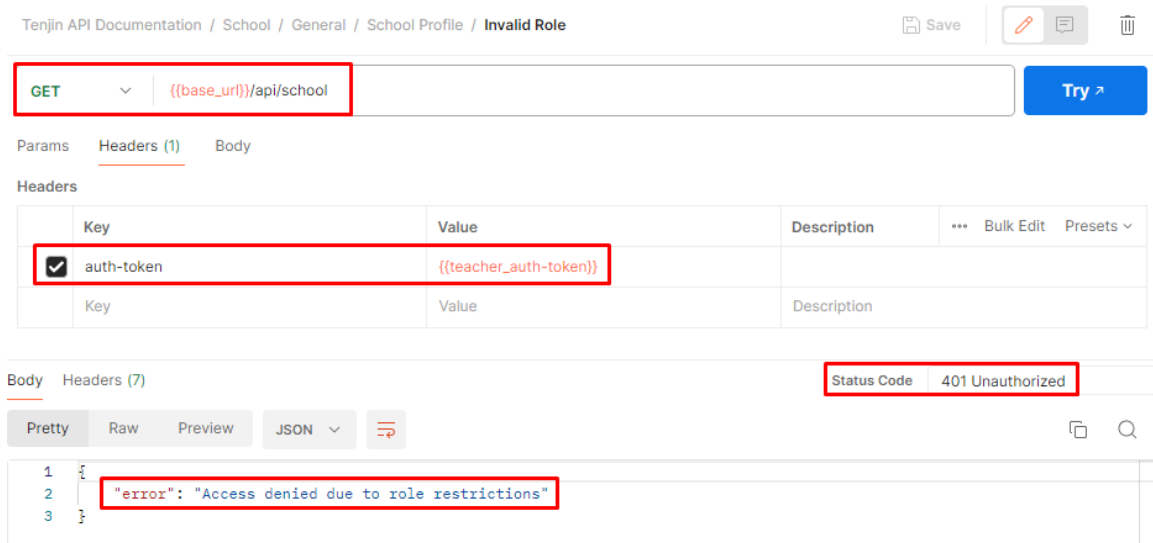 Tenjin API Documentation / School / General / School Profile / Invalid Role
Save
GET {{base_url}}/api/school
Try ↗
Params Headers (1) Body
Headers
Key Value Description ••• Bulk Edit Presets
auth-token {{teacher_auth-token}}
Key Value Description
Body Headers (7) Status Code 401 Unauthorized
Pretty Raw Preview JSON
1 {
2 "error": "Access denied due to role restrictions"
3 }